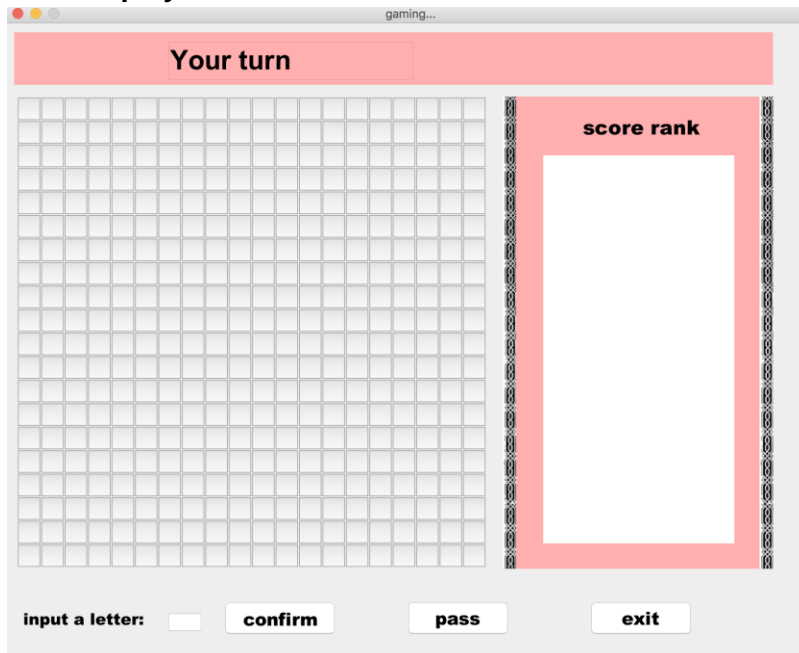 gaming...
Your turn
score rank
input a letter:
confirm
pass
exit